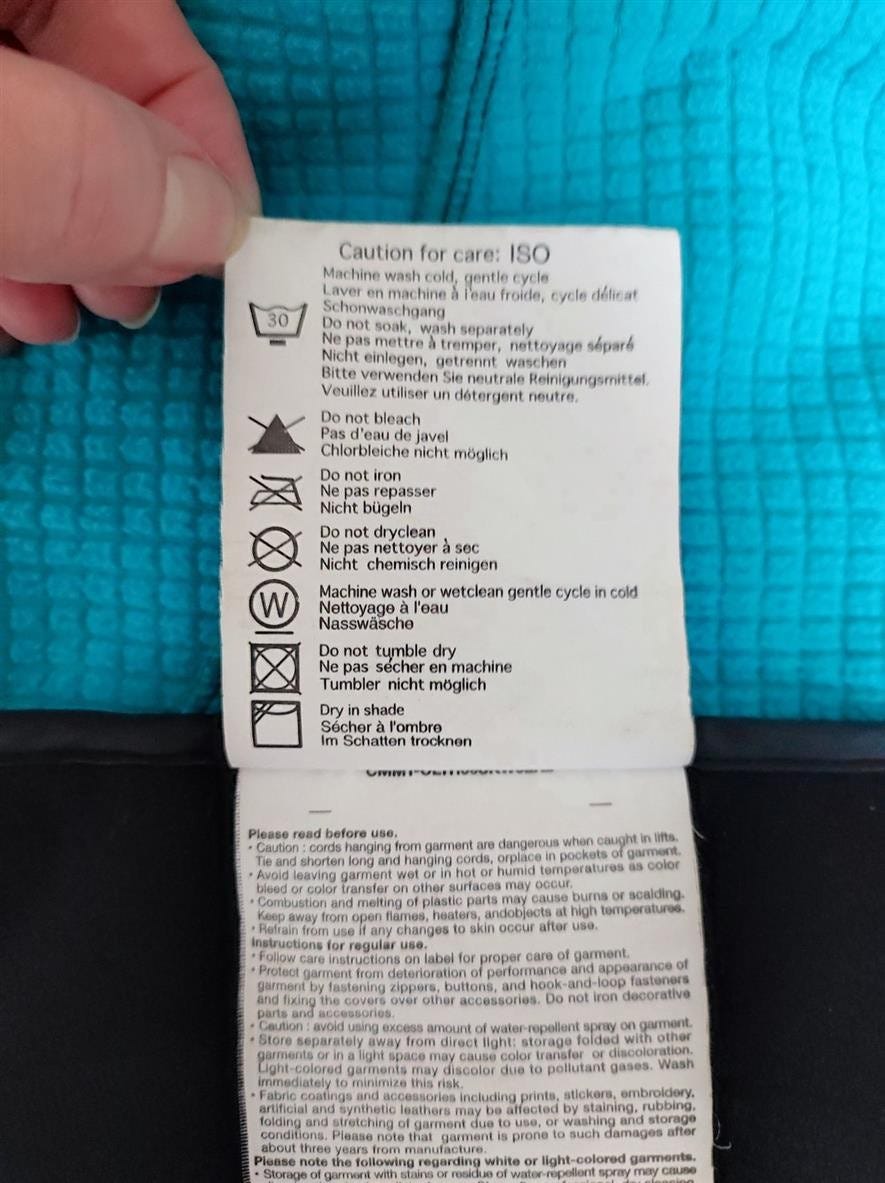 Caution for care: ISO
Machine wash cold, gentle cycle
Laver en machine à l'eau froide, cycle délicat
30
Schonwaschgang
Do not soak, wash separately
Ne pas mettre à tremper, nettoyage séparé
Nicht einlegen, getrennt waschen
Bitte verwenden Sie neutrale Reinigungsmittel.
Veuillez utiliser un détergent neutre.
Do not bleach
Pas d'eau de javel
Chlorbleiche nicht möglich
Do not iron
Ne pas repasser
Nicht bügeln
Do not dryclean
Ne pas nettoyer à sec
Nicht chemisch reinigen
W
Machine wash or wetclean gentle cycle in cold
Nettoyage à l'eau
Nasswäsche
Do not tumble dry
Ne pas sécher en machine
Tumbler nicht möglich
Dry in shade
Sécher à l'ombre
Im Schatten trocknen
Please read before use.
• Caution : cords hanging from garment are dangerous when caught in lifts.
Tie and shorten long and hanging cords, orplace in pockets of garment.
• Avoid leaving garment wet or in hot or humid temperatures as color
bleed or color transfer on other surfaces may occur.
• Combustion and melting of plastic parts may cause burns or scalding.
Keep away from open flames, heaters, andobjects at high temperatures.
• Refrain from use if any changes to skin occur after use.
Instructions for regular use.
• Follow care instructions on label for proper care of garment.
• Protect garment from deterioration of performance and appearance of
garment by fastening zippers, buttons, and hook-and-loop fasteners
and fixing the covers over other accessories. Do not iron decorative
parts and accessories.
• Caution : avoid using excess amount of water-repellent spray on garment.
• Store separately away from direct light: storage folded with other
garments or in a light space may cause color transfer or discoloration.
Light-colored garments may discolor due to pollutant gases. Wash
immediately to minimize this risk.
• Fabric coatings and accessories including prints, stickers, embroidery,
artificial and synthetic leathers may be affected by staining, rubbing,
folding and stretching of garment due to use, or washing and storage
conditions. Please note that garment is prone to such damages after
about three years from manufacture.
Please note the following regarding white or light-colored garments.
• Storage of garment with stains or residue of water-repellent spray may cause